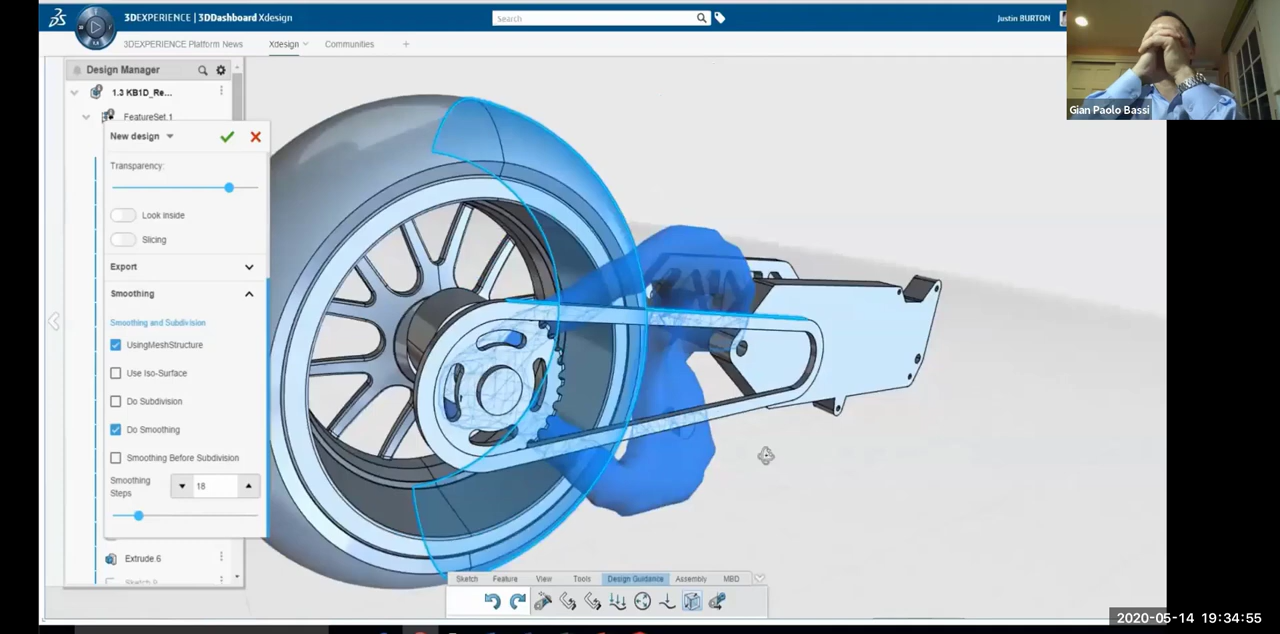 3DEXPERIENCE | 3DDashboard Xdesign
Search
Justin BURTON
3DEXPERIENCE Platform News
Xdesign
Communities
+
Gian Paolo Bassi
Design Manager
1.3 KB1D_Re...
FeatureSet.1
New design
Transparency:
Look inside
Slicing
Export
Smoothing
Smoothing and Subdivision
UsingMeshStructure
Use Iso-Surface
Do Subdivision
Do Smoothing
Smoothing Before Subdivision
Smoothing
Steps
18
Extrude.6
Sketch.9
Sketch
Feature
View
Tools
Design Guidance
Assembly
MBD
2020-05-14 19:34:55